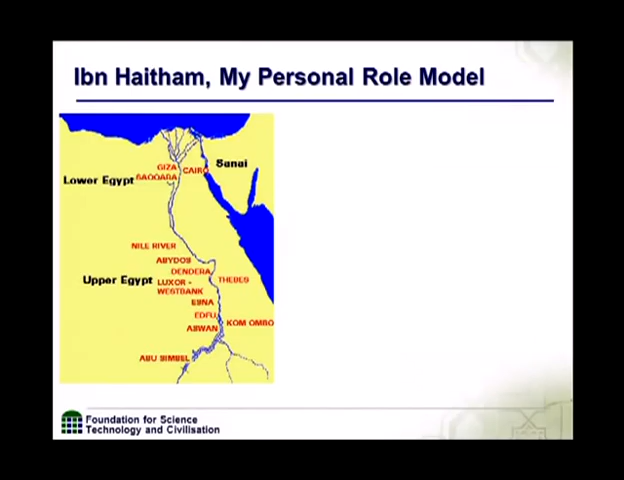 Ibn Haitham, My Personal Role Model
Sanai
GIZA
CAIRO
Lower Egypt
SAQQARA
NILE RIVER
ABYDOS
DENDERA
Upper Egypt
THEBES
LUXOR -
WESTBANK
ESNA
EDFU
KOM OMBO
ASWAN
ABU SIMBEL
Foundation for Science
Technology and Civilisation